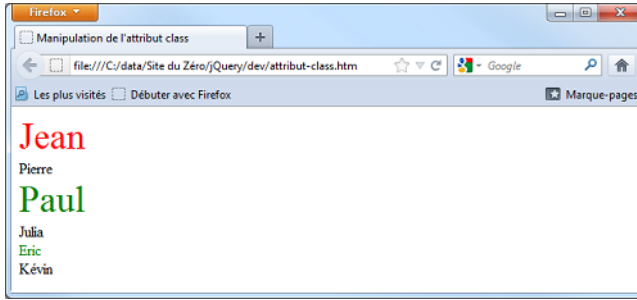 Firefox
Manipulation de l'attribut class
file:///C:/data/Site du Zéro/jQuery/dev/attribut-class.htm
Google
Les plus visités
Débuter avec Firefox
Marque-pages
Jean
Pierre
Paul
Julia
Eric
Kévin